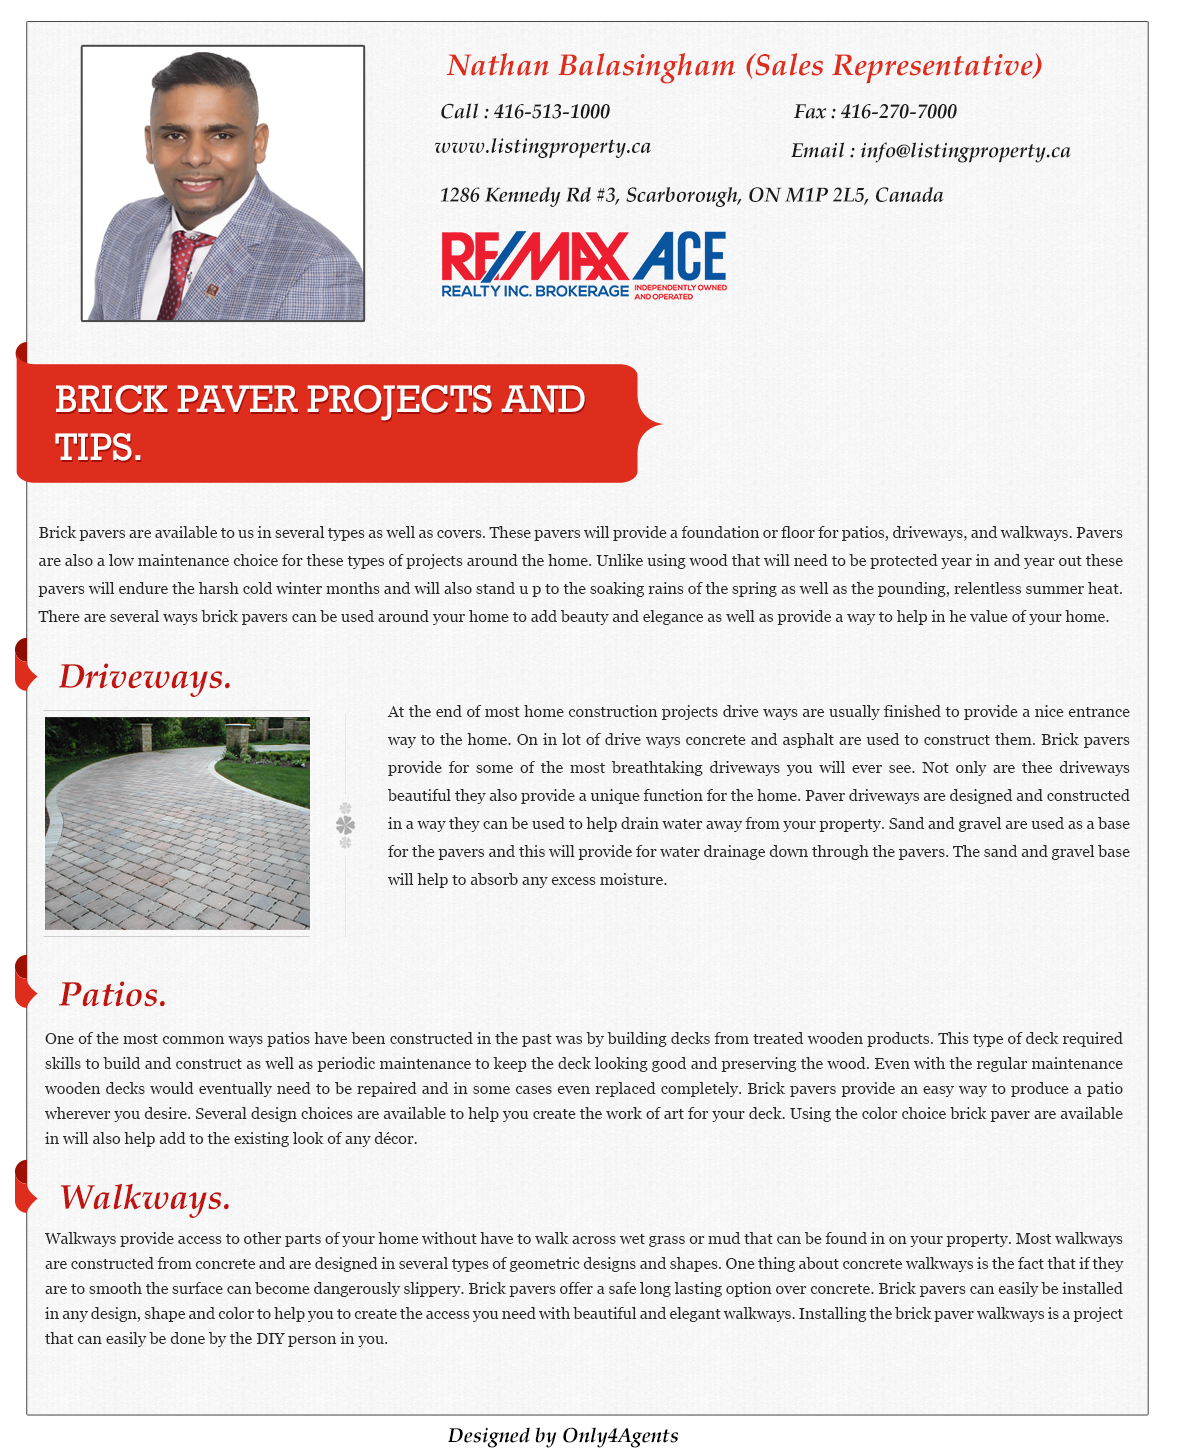 Nathan Balasingham (Sales Representative)
Call : 416-513-1000
Fax : 416-270-7000
www.listingproperty.ca
Email : info@listingproperty.ca
1286 Kennedy Rd #3, Scarborough, ON M1P 2L5, Canada
RE/MAX ACE
REALTY INC. BROKERAGE
INDEPENDENTLY OWNED
AND OPERATED
BRICK PAVER PROJECTS AND
TIPS.
Brick pavers are available to us in several types as well as covers. These pavers will provide a foundation or floor for patios, driveways, and walkways. Pavers
are also a low maintenance choice for these types of projects around the home. Unlike using wood that will need to be protected year in and year out these
pavers will endure the harsh cold winter months and will also stand u p to the soaking rains of the spring as well as the pounding, relentless summer heat.
There are several ways brick pavers can be used around your home to add beauty and elegance as well as provide a way to help in he value of your home.
Driveways.
At the end of most home construction projects drive ways are usually finished to provide a nice entrance
way to the home. On in lot of drive ways concrete and asphalt are used to construct them. Brick pavers
provide for some of the most breathtaking driveways you will ever see. Not only are thee driveways
beautiful they also provide a unique function for the home. Paver driveways are designed and constructed
in a way they can be used to help drain water away from your property. Sand and gravel are used as a base
for the pavers and this will provide for water drainage down through the pavers. The sand and gravel base
will help to absorb any excess moisture.
Patios.
One of the most common ways patios have been constructed in the past was by building decks from treated wooden products. This type of deck required
skills to build and construct as well as periodic maintenance to keep the deck looking good and preserving the wood. Even with the regular maintenance
wooden decks would eventually need to be repaired and in some cases even replaced completely. Brick pavers provide an easy way to produce a patio
wherever you desire. Several design choices are available to help you create the work of art for your deck. Using the color choice brick paver are available
in will also help add to the existing look of any décor.
Walkways.
Walkways provide access to other parts of your home without have to walk across wet grass or mud that can be found in on your property. Most walkways
are constructed from concrete and are designed in several types of geometric designs and shapes. One thing about concrete walkways is the fact that if they
are to smooth the surface can become dangerously slippery. Brick pavers offer a safe long lasting option over concrete. Brick pavers can easily be installed
in any design, shape and color to help you to create the access you need with beautiful and elegant walkways. Installing the brick paver walkways is a project
that can easily be done by the DIY person in you.
Designed by Only4Agents